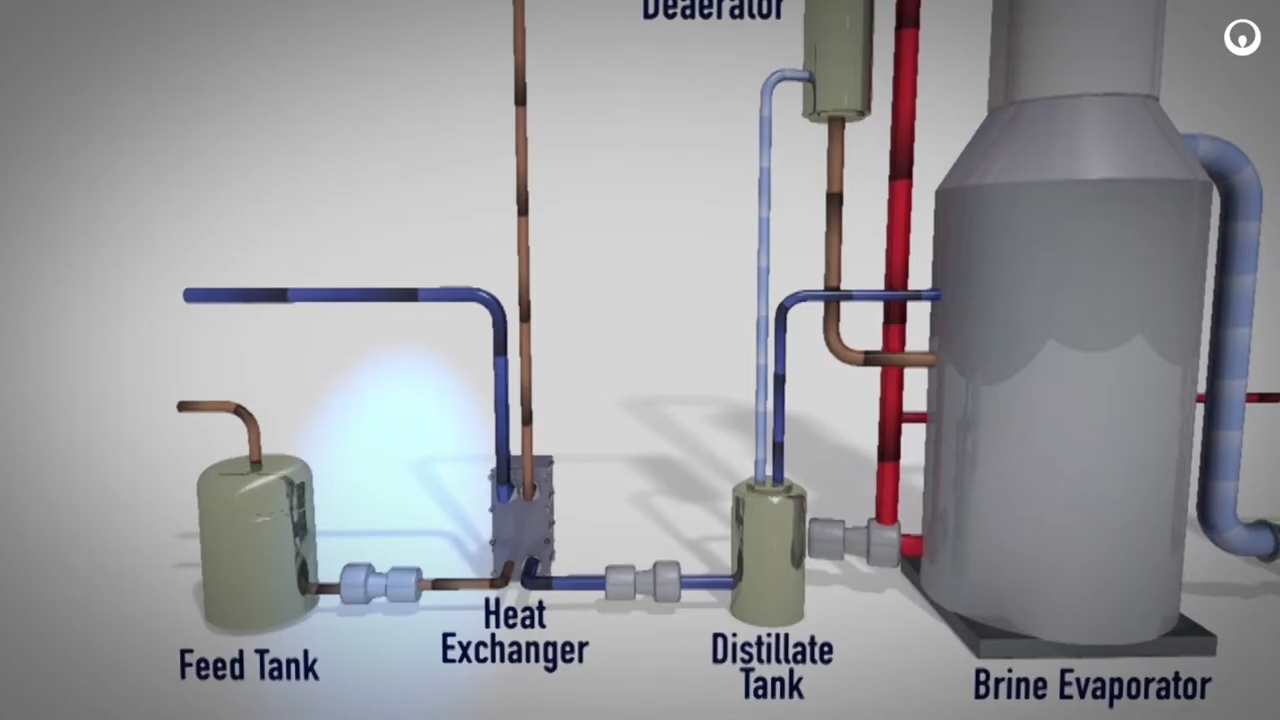 Deaerator
Heat
Exchanger
Feed Tank
Distillate
Tank
Brine Evaporator